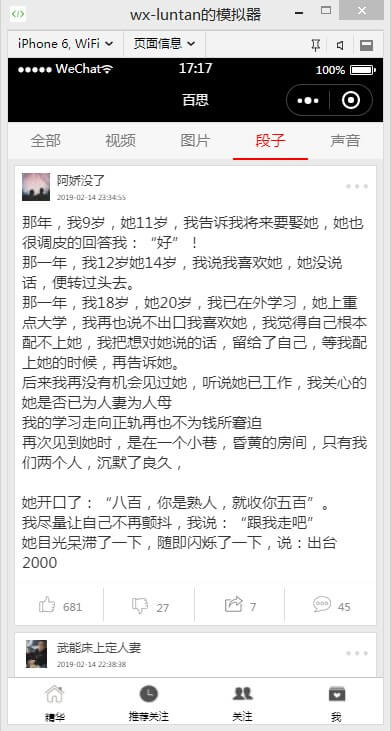 wx-luntan的模拟器
iPhone 6, WiFi 页面信息
WeChat 17:17 100%
百思
全部 视频 图片 段子 声音
阿娇没了
2019-02-14 23:34:55
那年，我9岁，她11岁，我告诉我将来要娶她，她也
很调皮的回答我：“好”！
那一年，我12岁她14岁，我说我喜欢她，她没说
话，便转过头去。
那一年，我18岁，她20岁，我已在外学习，她上重
点大学，我再也说不出口我喜欢她，我觉得自己根本
配不上她，我把想对她说的话，留给了自己，等我配
上她的时候，再告诉她。
后来我再没有机会见过她，听说她已工作，我关心的
她是否已为人妻为人母
我的学习走向正轨再也不为钱所窘迫
再次见到她时，是在一个小巷，昏黄的房间，只有我
们两个人，沉默了良久，
她开口了：“八百，你是熟人，就收你五百”。
我尽量让自己不再颤抖，我说：“跟我走吧”
她目光呆滞了一下，随即闪烁了一下，说：出台
2000
681 27 7 45
武能床上定人妻
2019-02-14 22:38:38
精华 推荐关注 关注 我